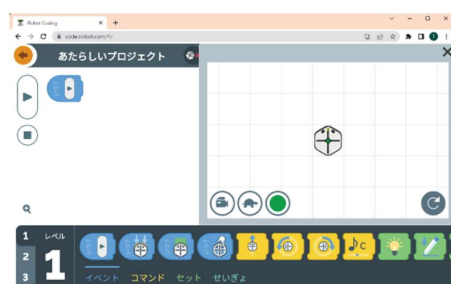 iRobot Coding
code.irobot.com/#/
あたらしいプロジェクト
1
2
3
レベル
1
C
イベント
コマンド
セット
せいぎょ